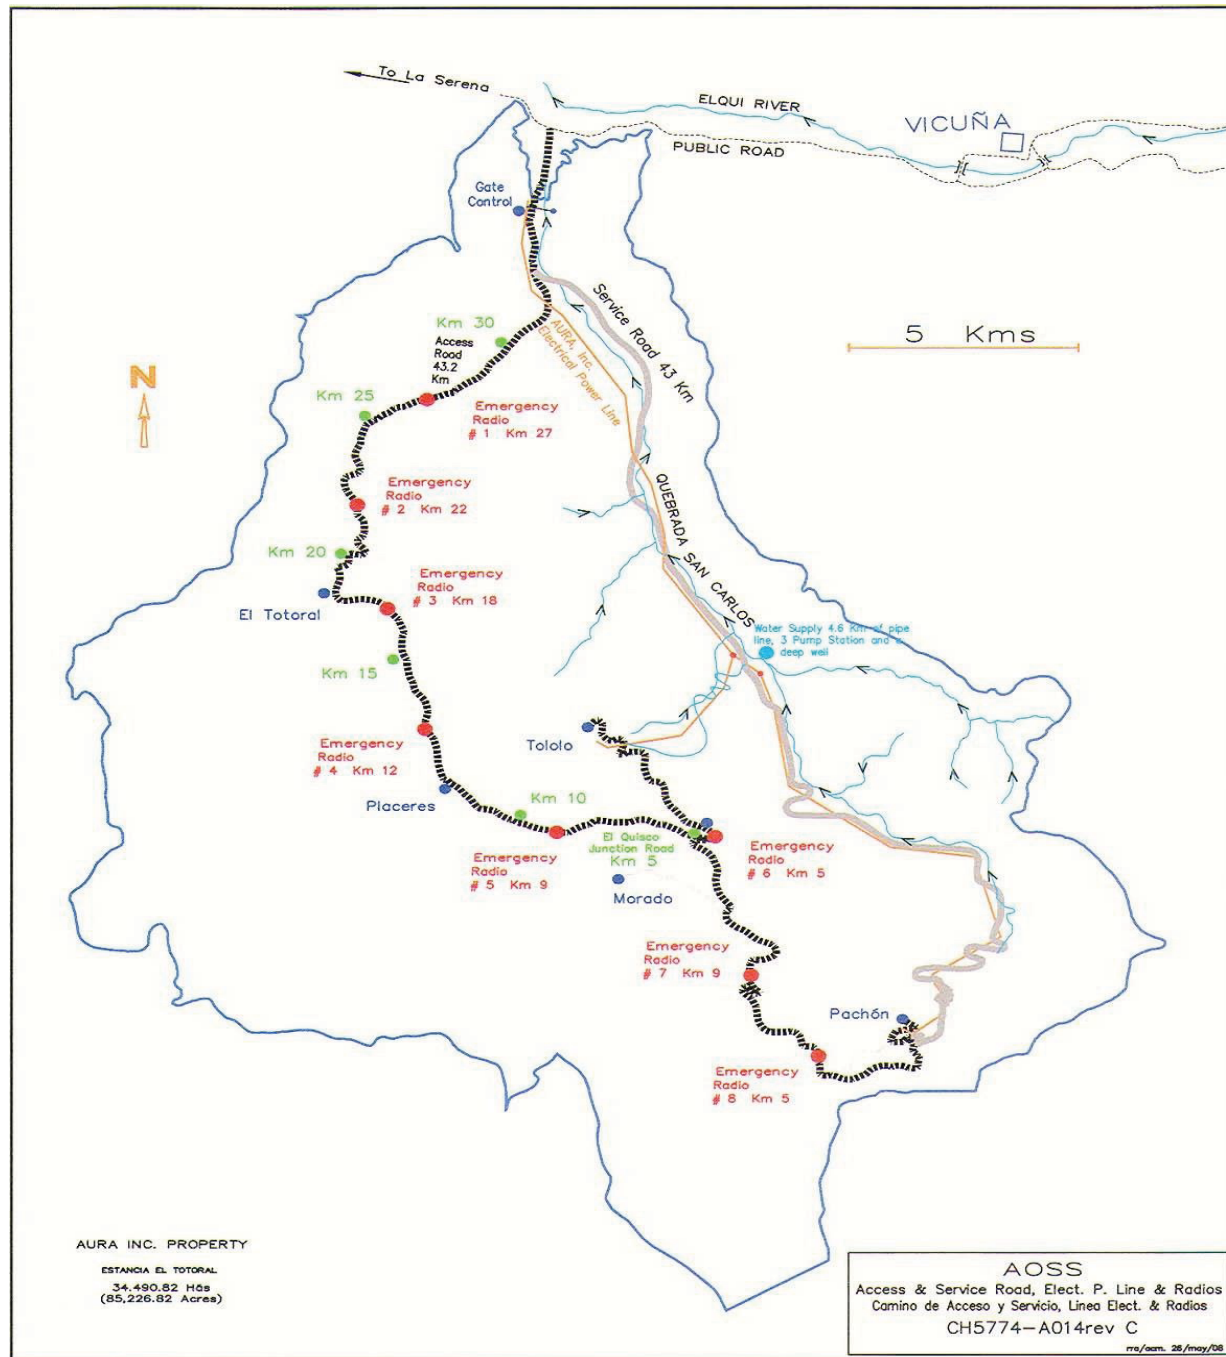 To La Serena
ELQUI RIVER
VICUÑA
PUBLIC ROAD
Gate
Control
Service Road 43 Km
5 Kms
Km 30
Access
Road
43.2
Km
AURA, Inc.
Electrical Power Line
N
Km 25
Emergency
Radio
# 1 Km 27
Emergency
Radio
# 2 Km 22
QUEBRADA SAN CARLOS
Km 20
Emergency
Radio
# 3 Km 18
El Totoral
Water Supply 4.6 Km of pipe
line, 3 Pump Station and a
deep well
Km 15
Tololo
Emergency
Radio
# 4 Km 12
Placeres
Km 10
El Quisco
Junction Road
Km 5
Emergency
Radio
# 5 Km 9
Emergency
Radio
# 6 Km 5
Morado
Emergency
Radio
# 7 Km 9
Pachón
Emergency
Radio
# 8 Km 5
AURA INC. PROPERTY
ESTANCIA EL TOTORAL
34.490.82 Hás
(85,226.82 Acres)
AOSS
Access & Service Road, Elect. P. Line & Radios
Camino de Acceso y Servicio, Linea Elect. & Radios
CH5774-A014rev C
rra/acm. 26/may/08